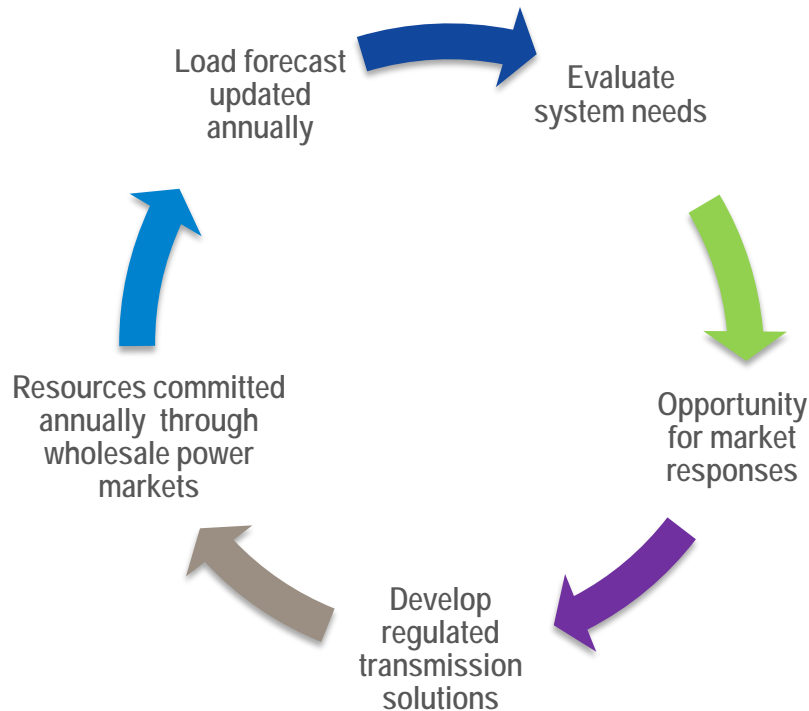 Load forecast
updated
annually
Evaluate
system needs
Opportunity
for market
responses
Develop
regulated
transmission
solutions
Resources committed
annually through
wholesale power
markets